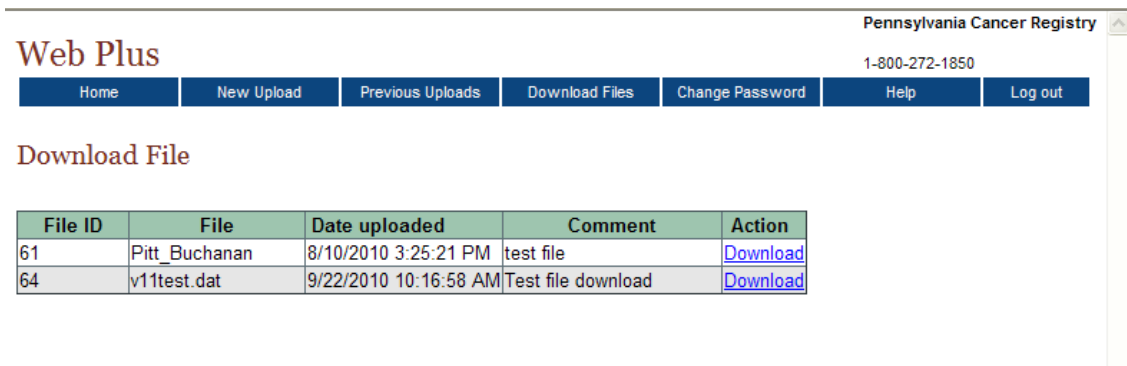 Pennsylvania Cancer Registry
Web Plus
1-800-272-1850
Home New Upload Previous Uploads Download Files Change Password Help Log out
Download File
File ID File Date uploaded Comment Action
61 Pitt_Buchanan 8/10/2010 3:25:21 PM test file Download
64 v11test.dat 9/22/2010 10:16:58 AM Test file download Download